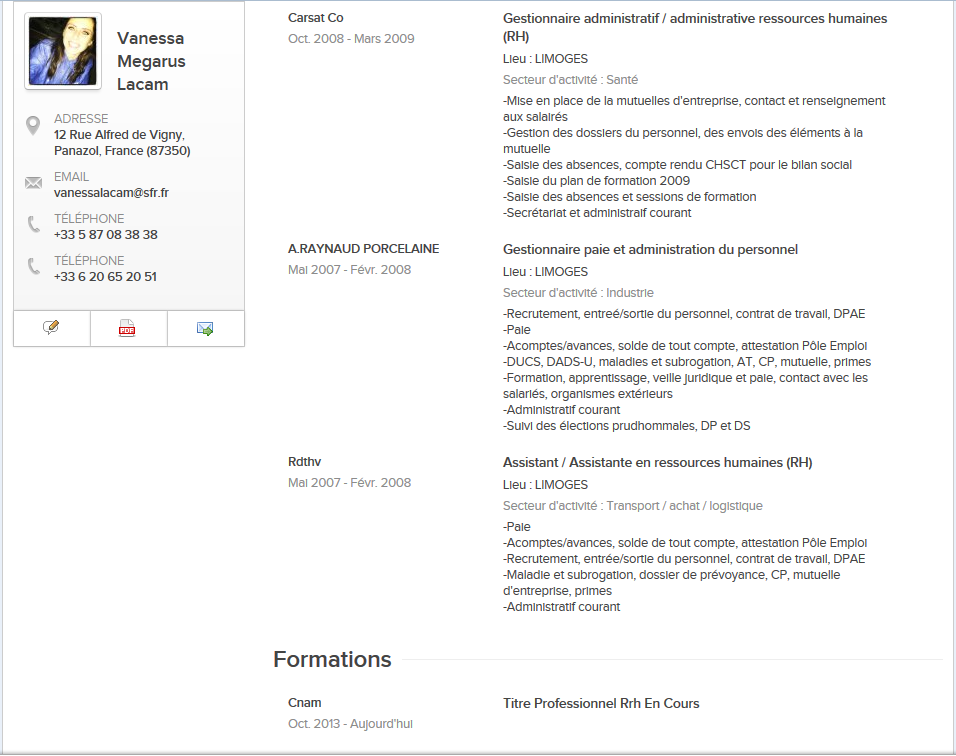 Vanessa
Megarus
Lacam
ADRESSE
12 Rue Alfred de Vigny,
Panazol, France (87350)
EMAIL
vanessalacam@sfr.fr
TÉLÉPHONE
+33 5 87 08 38 38
TÉLÉPHONE
+33 6 20 65 20 51
PDF
Carsat Co
Oct. 2008 - Mars 2009
Gestionnaire administratif / administrative ressources humaines
(RH)
Lieu : LIMOGES
Secteur d'activité : Santé
-Mise en place de la mutuelles d'entreprise, contact et renseignement
aux salairés
-Gestion des dossiers du personnel, des envois des éléments à la
mutuelle
-Saisie des absences, compte rendu CHSCT pour le bilan social
-Saisie du plan de formation 2009
-Saisie des absences et sessions de formation
-Secrétariat et administraif courant
A.RAYNAUD PORCELAINE
Mai 2007 - Févr. 2008
Gestionnaire paie et administration du personnel
Lieu : LIMOGES
Secteur d'activité : Industrie
-Recrutement, entreé/sortie du personnel, contrat de travail, DPAE
-Paie
-Acomptes/avances, solde de tout compte, attestation Pôle Emploi
-DUCS, DADS-U, maladies et subrogation, AT, CP, mutuelle, primes
-Formation, apprentissage, veille juridique et paie, contact avec les
salariés, organismes extérieurs
-Administratif courant
-Suivi des élections prudhommales, DP et DS
Rdthv
Mai 2007 - Févr. 2008
Assistant / Assistante en ressources humaines (RH)
Lieu : LIMOGES
Secteur d'activité : Transport / achat / logistique
-Paie
-Acomptes/avances, solde de tout compte, attestation Pôle Emploi
-Recrutement, entrée/sortie du personnel, contrat de travail, DPAE
-Maladie et subrogation, dossier de prévoyance, CP, mutuelle
d'entreprise, primes
-Administratif courant
Formations
Cnam
Oct. 2013 - Aujourd'hui
Titre Professionnel Rrh En Cours